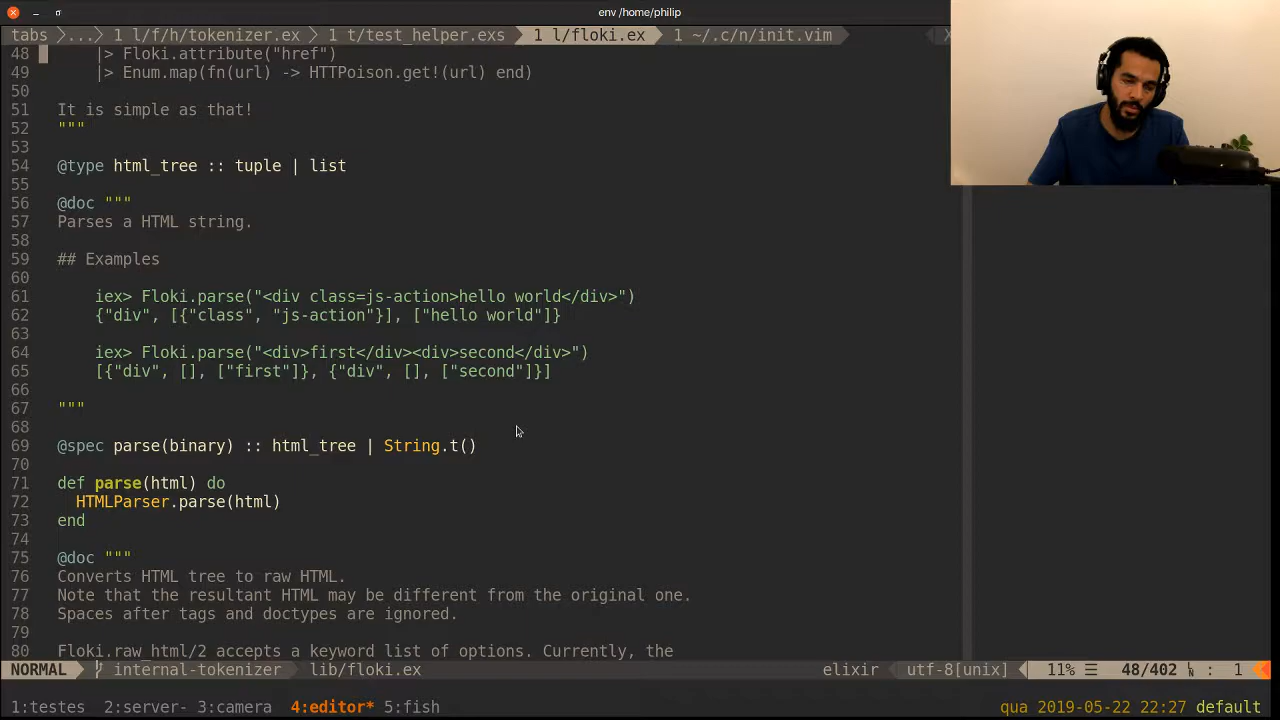 env /home/philip
tabs ... 1 l/f/h/tokenizer.ex 1 t/test_helper.exs 1 l/floki.ex 1 ~/.c/n/init.vim X
48 |> Floki.attribute("href")
49 |> Enum.map(fn(url) -> HTTPoison.get!(url) end)
50
51 It is simple as that!
52 """
53
54 @type html_tree :: tuple | list
55
56 @doc """
57 Parses a HTML string.
58
59 ## Examples
60
61 iex> Floki.parse("<div class=js-action>hello world</div>")
62 {"div", [{"class", "js-action"}], ["hello world"]}
63
64 iex> Floki.parse("<div>first</div><div>second</div>")
65 [{"div", [], ["first"]}, {"div", [], ["second"]}]
66
67 """
68
69 @spec parse(binary) :: html_tree | String.t()
70
71 def parse(html) do
72 HTMLParser.parse(html)
73 end
74
75 @doc """
76 Converts HTML tree to raw HTML.
77 Note that the resultant HTML may be different from the original one.
78 Spaces after tags and doctypes are ignored.
79
80 Floki.raw_html/2 accepts a keyword list of options. Currently, the
NORMAL internal-tokenizer lib/floki.ex elixir utf-8[unix] 11% ☰ 48/402 : 1
1:testes 2:server- 3:camera 4:editor* 5:fish qua 2019-05-22 22:27 default